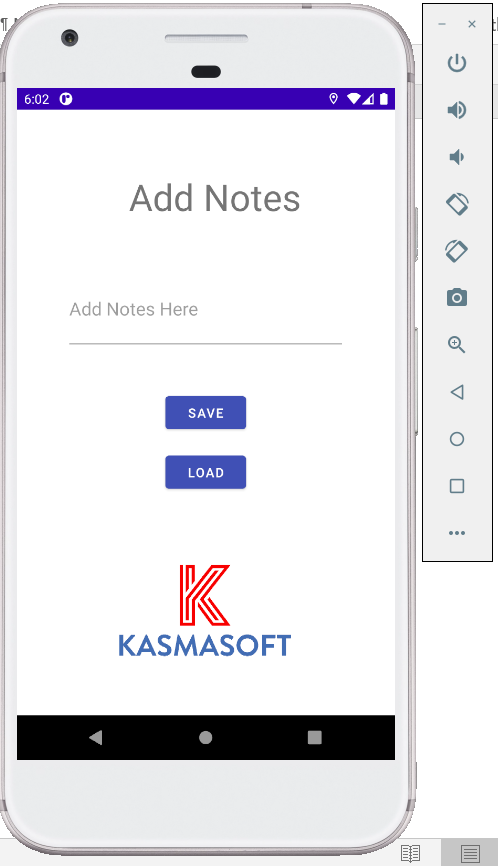 6:02
Add Notes
Add Notes Here
SAVE
LOAD
K
KASMASOFT